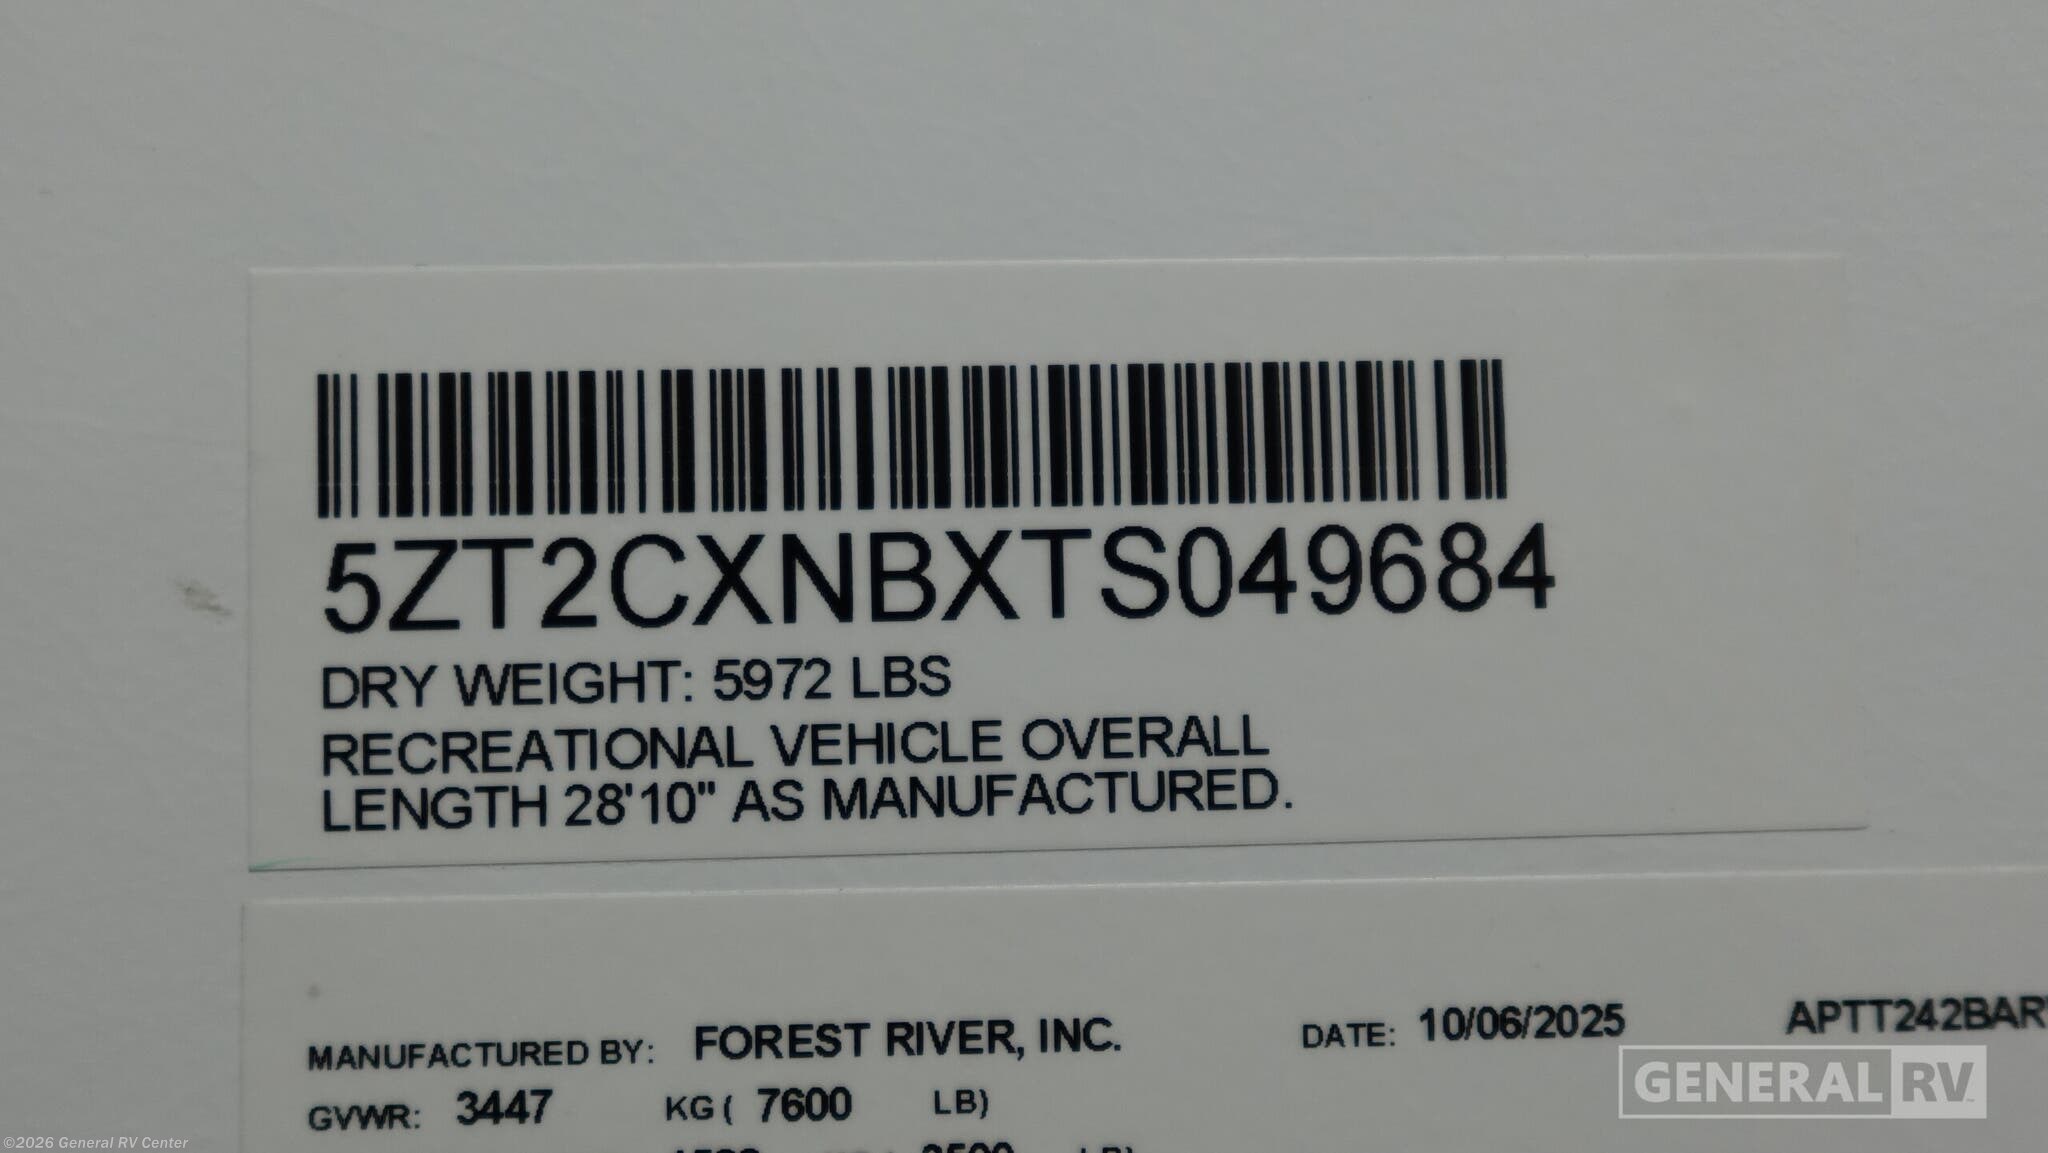 5ZT2CXNBXTS049684
DRY WEIGHT: 5972 LBS
RECREATIONAL VEHICLE OVERALL
LENGTH 28'10" AS MANUFACTURED.
MANUFACTURED BY: FOREST RIVER, INC. DATE: 10/06/2025 APTT242BAR
GVWR: 3447 KG ( 7600 LB)
GENERAL RV
©2026 General RV Center